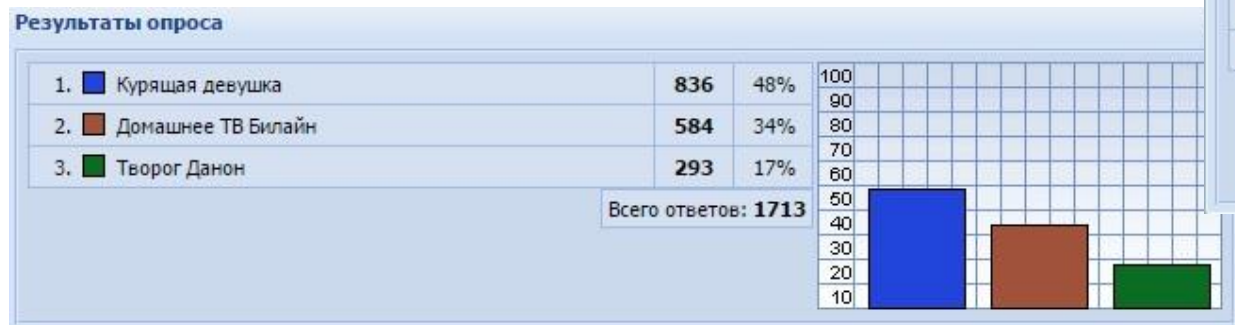 Результаты опроса
1. Курящая девушка 836 48%
2. Домашнее ТВ Билайн 584 34%
3. Творог Данон 293 17%
Всего ответов: 1713
100
90
80
70
60
50
40
30
20
10